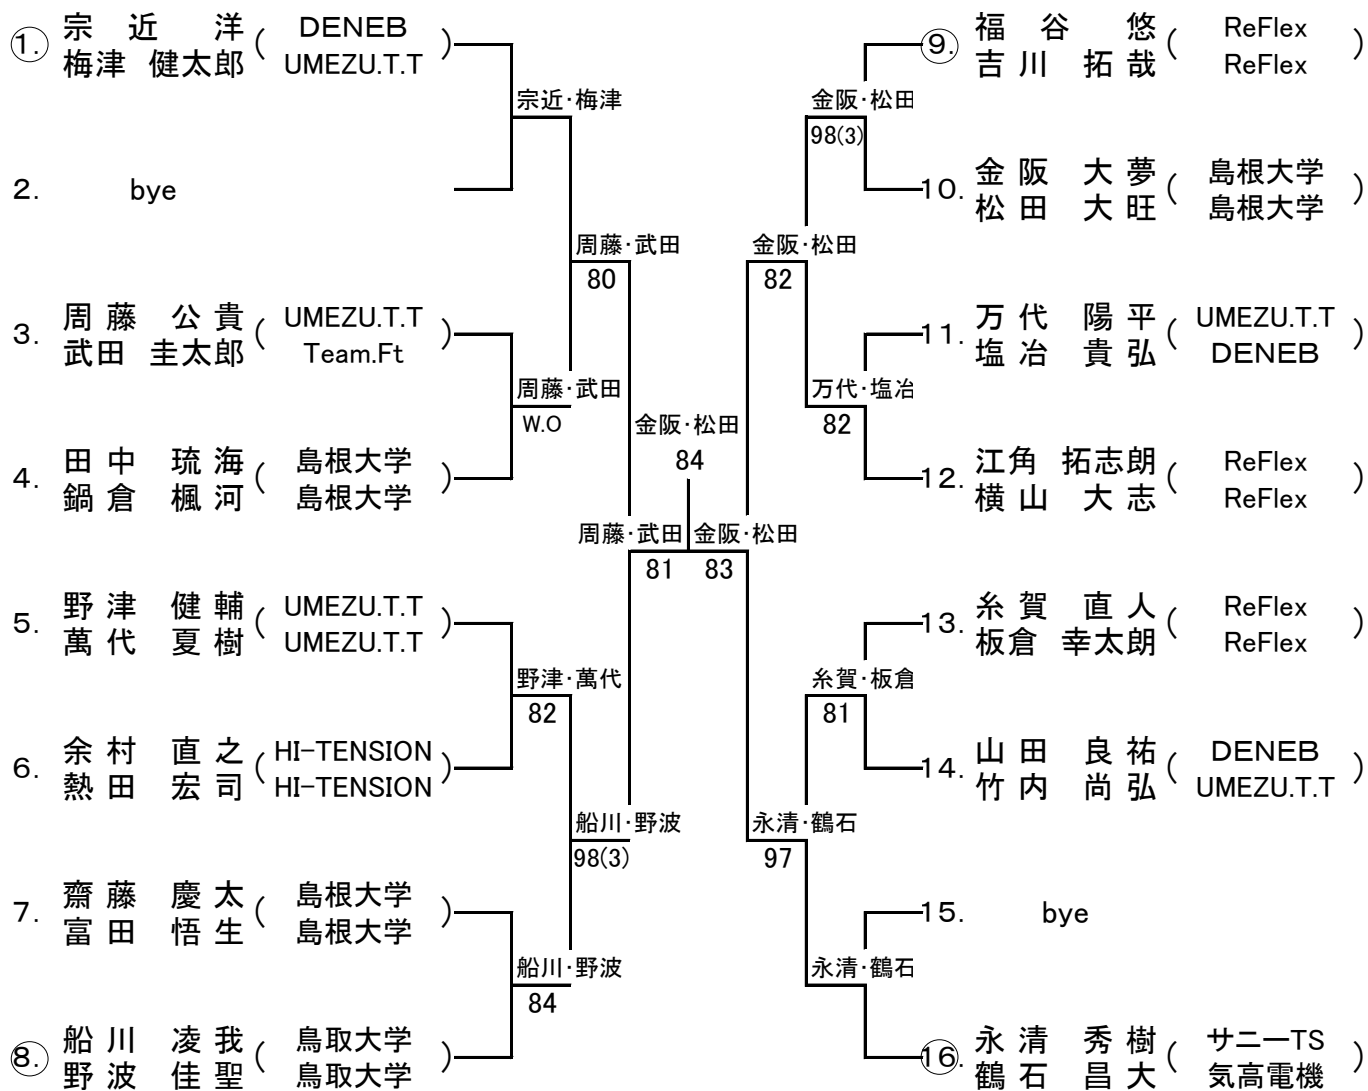 1. 宗近 洋 ( DENEB )
梅津 健太郎 UMEZU.T.T
宗近・梅津
2. bye
周藤・武田
80
3. 周藤 公貴 ( UMEZU.T.T )
武田 圭太郎 Team.Ft
周藤・武田
W.O
4. 田中 琉海 ( 島根大学 )
鍋倉 楓河 島根大学
周藤・武田
81
5. 野津 健輔 ( UMEZU.T.T )
萬代 夏樹 UMEZU.T.T
野津・萬代
82
6. 余村 直之 ( HI-TENSION )
熱田 宏司 HI-TENSION
船川・野波
98(3)
7. 齋藤 慶太 ( 島根大学 )
富田 悟生 島根大学
船川・野波
84
8. 船川 凌我 ( 鳥取大学 )
野波 佳聖 鳥取大学
金阪・松田
84
9. 福谷 悠 ( ReFlex )
吉川 拓哉 ReFlex
金阪・松田
98(3)
10. 金阪 大夢 ( 島根大学 )
松田 大旺 島根大学
金阪・松田
82
11. 万代 陽平 ( UMEZU.T.T )
塩冶 貴弘 DENEB
万代・塩冶
82
12. 江角 拓志朗 ( ReFlex )
横山 大志 ReFlex
金阪・松田
83
13. 糸賀 直人 ( ReFlex )
板倉 幸太朗 ReFlex
糸賀・板倉
81
14. 山田 良祐 ( DENEB )
竹内 尚弘 UMEZU.T.T
永清・鶴石
97
15. bye
永清・鶴石
16. 永清 秀樹 ( サニーTS )
鶴石 昌大 気高電機